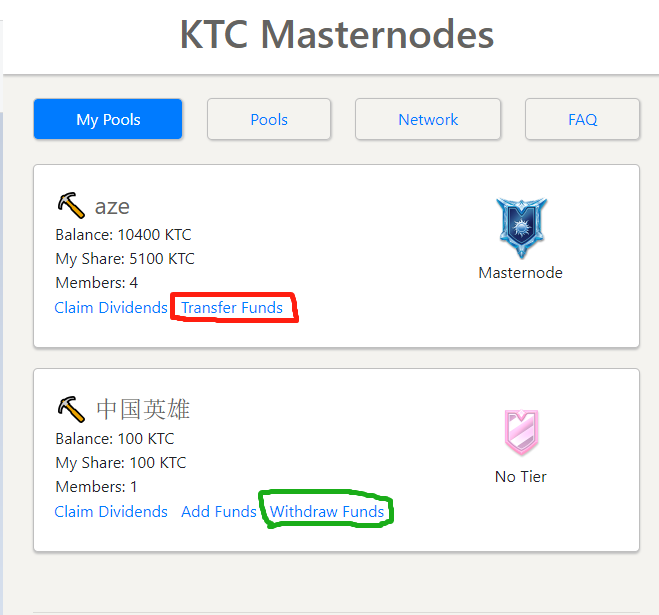 KTC Masternodes
My Pools Pools Network FAQ
aze
Balance: 10400 KTC
My Share: 5100 KTC
Members: 4
Claim Dividends Transfer Funds
Masternode
中国英雄
Balance: 100 KTC
My Share: 100 KTC
Members: 1
Claim Dividends Add Funds Withdraw Funds
No Tier